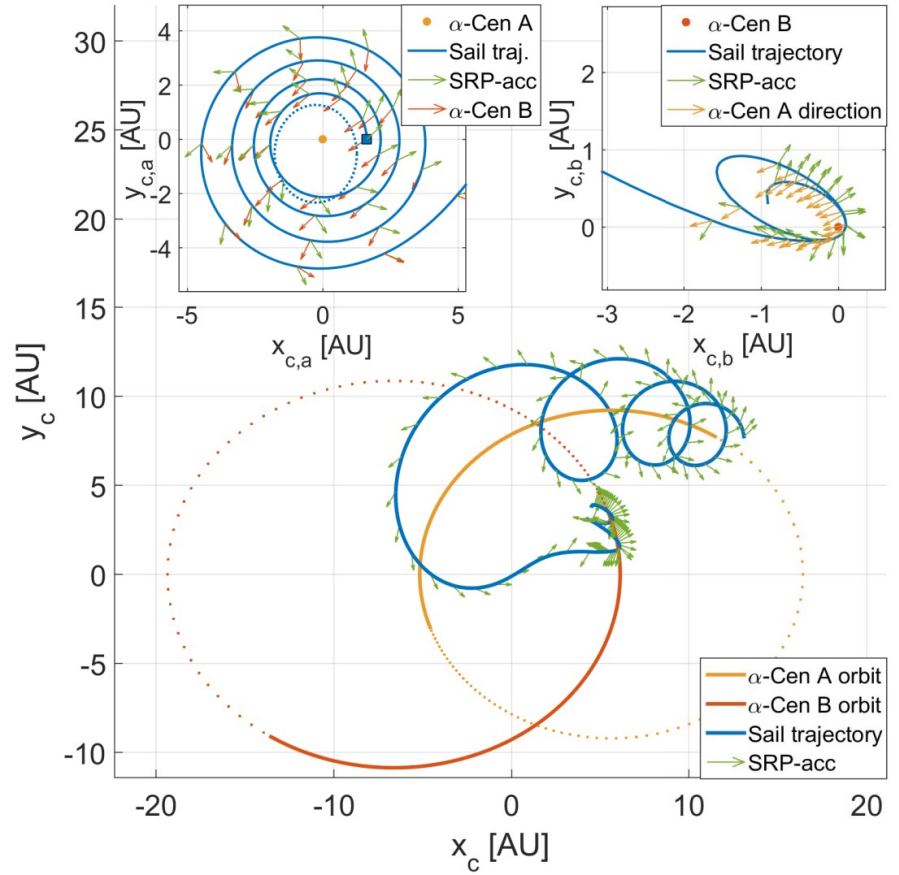 30
25
20
15
10
5
0
-5
-10
y_c [AU]
-20
-10
0
10
20
x_c [AU]
4
2
0
-2
-4
y_c,a [AU]
-5
0
5
x_c,a [AU]
α-Cen A
Sail traj.
SRP-acc
α-Cen B
2
1
0
y_c,b [AU]
-3
-2
-1
0
x_c,b [AU]
α-Cen B
Sail trajectory
SRP-acc
α-Cen A direction
α-Cen A orbit
α-Cen B orbit
Sail trajectory
SRP-acc